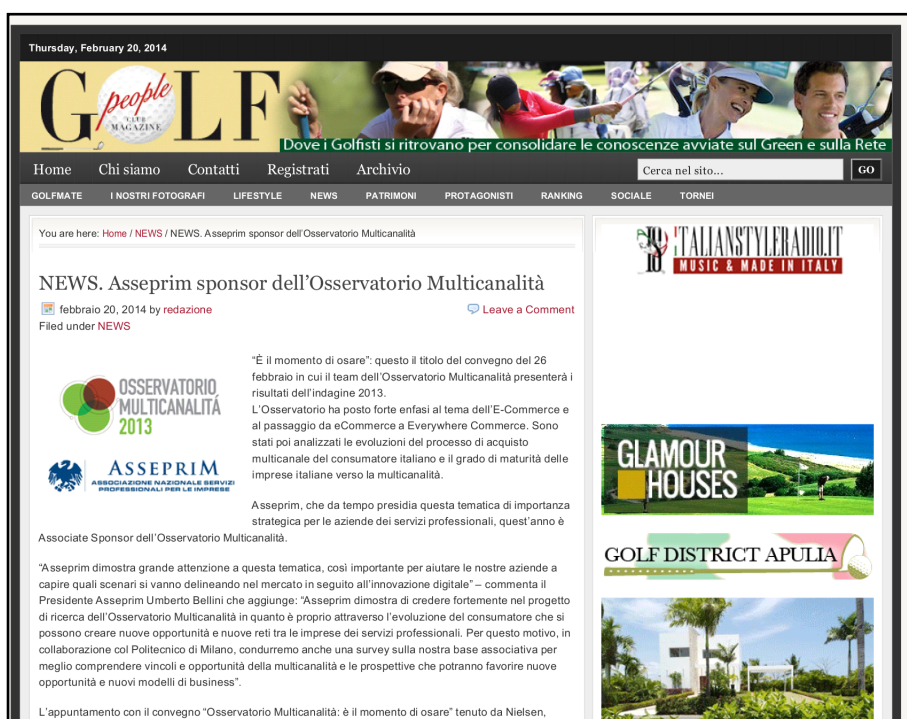 Thursday, February 20, 2014
GOLF
people
CLUB
MAGAZINE
Dove i Golfisti si ritrovano per consolidare le conoscenze avviate sul Green e sulla Rete
Home Chi siamo Contatti Registrati Archivio Cerca nel sito... GO
GOLFMATE I NOSTRI FOTOGRAFI LIFESTYLE NEWS PATRIMONI PROTAGONISTI RANKING SOCIALE TORNEI
You are here: Home / NEWS / NEWS. Asseprim sponsor dell'Osservatorio Multicanalità
NEWS. Asseprim sponsor dell'Osservatorio Multicanalità
febbraio 20, 2014 by redazione Leave a Comment
Filed under NEWS
OSSERVATORIO
MULTICANALITÁ
2013
ASSEPRIM
ASSOCIAZIONE NAZIONALE SERVIZI
PROFESSIONALI PER LE IMPRESE
"È il momento di osare": questo il titolo del convegno del 26
febbraio in cui il team dell'Osservatorio Multicanalità presenterà i
risultati dell'indagine 2013.
L'Osservatorio ha posto forte enfasi al tema dell'E-Commerce e
al passaggio da eCommerce a Everywhere Commerce. Sono
stati poi analizzati le evoluzioni del processo di acquisto
multicanale del consumatore italiano e il grado di maturità delle
imprese italiane verso la multicanalità.
Asseprim, che da tempo presidia questa tematica di importanza
strategica per le aziende dei servizi professionali, quest'anno è
Associate Sponsor dell'Osservatorio Multicanalità.
"Asseprim dimostra grande attenzione a questa tematica, così importante per aiutare le nostre aziende a
capire quali scenari si vanno delineando nel mercato in seguito all'innovazione digitale" – commenta il
Presidente Asseprim Umberto Bellini che aggiunge: "Asseprim dimostra di credere fortemente nel progetto
di ricerca dell'Osservatorio Multicanalità in quanto è proprio attraverso l'evoluzione del consumatore che si
possono creare nuove opportunità e nuove reti tra le imprese dei servizi professionali. Per questo motivo, in
collaborazione col Politecnico di Milano, condurremo anche una survey sulla nostra base associativa per
meglio comprendere vincoli e opportunità della multicanalità e le prospettive che potranno favorire nuove
opportunità e nuovi modelli di business".
L'appuntamento con il convegno "Osservatorio Multicanalità: è il momento di osare" tenuto da Nielsen,
ITALIANSTYLERADIO.IT
MUSIC & MADE IN ITALY
GLAMOUR
HOUSES
GOLF DISTRICT APULIA